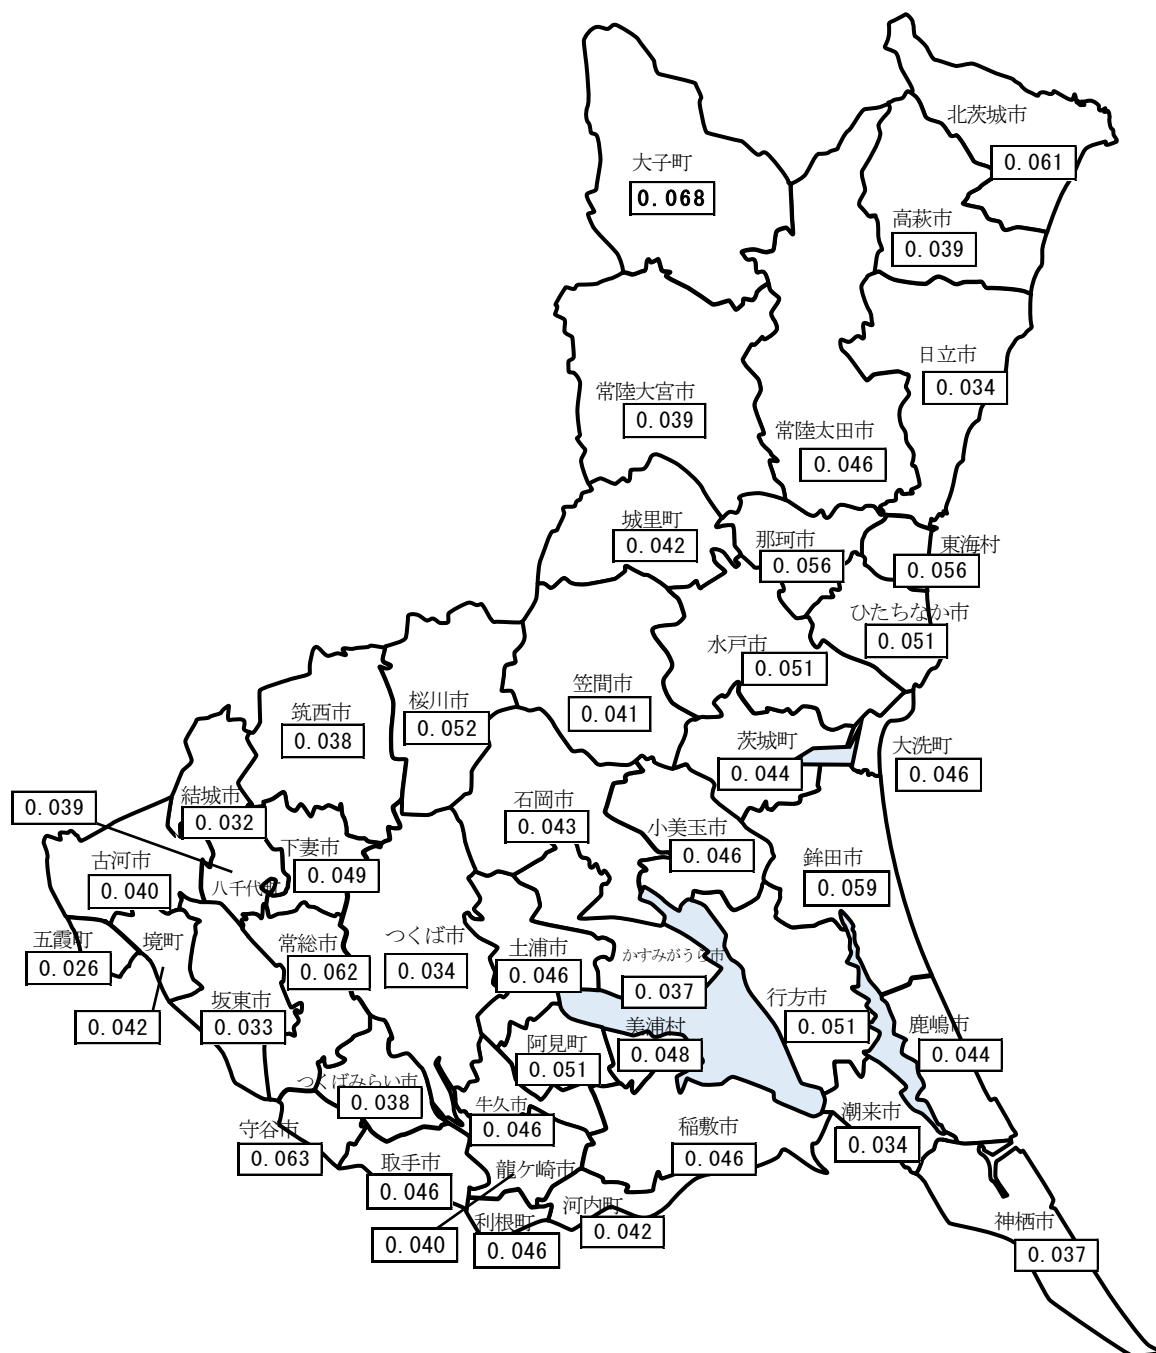 北茨城市
0.061
大子町
0.068
高萩市
0.039
日立市
0.034
常陸大宮市
0.039
常陸太田市
0.046
城里町
0.042
那珂市
0.056
東海村
0.056
ひたちなか市
0.051
水戸市
0.051
笠間市
0.041
桜川市
0.052
筑西市
0.038
茨城町
0.044
大洗町
0.046
0.039
結城市
0.032
石岡市
0.043
小美玉市
0.046
下妻市
0.049
古河市
0.040
八千代町
鉾田市
0.059
五霞町
0.026
境町
0.042
常総市
0.062
つくば市
0.034
土浦市
0.046
かすみがうら市
0.037
行方市
0.051
坂東市
0.033
阿見町
0.051
美浦村
0.048
鹿嶋市
0.044
つくばみらい市
0.038
牛久市
0.046
潮来市
0.034
守谷市
0.063
稲敷市
0.046
取手市
0.046
龍ケ崎市
0.040
利根町
0.046
河内町
0.042
神栖市
0.037